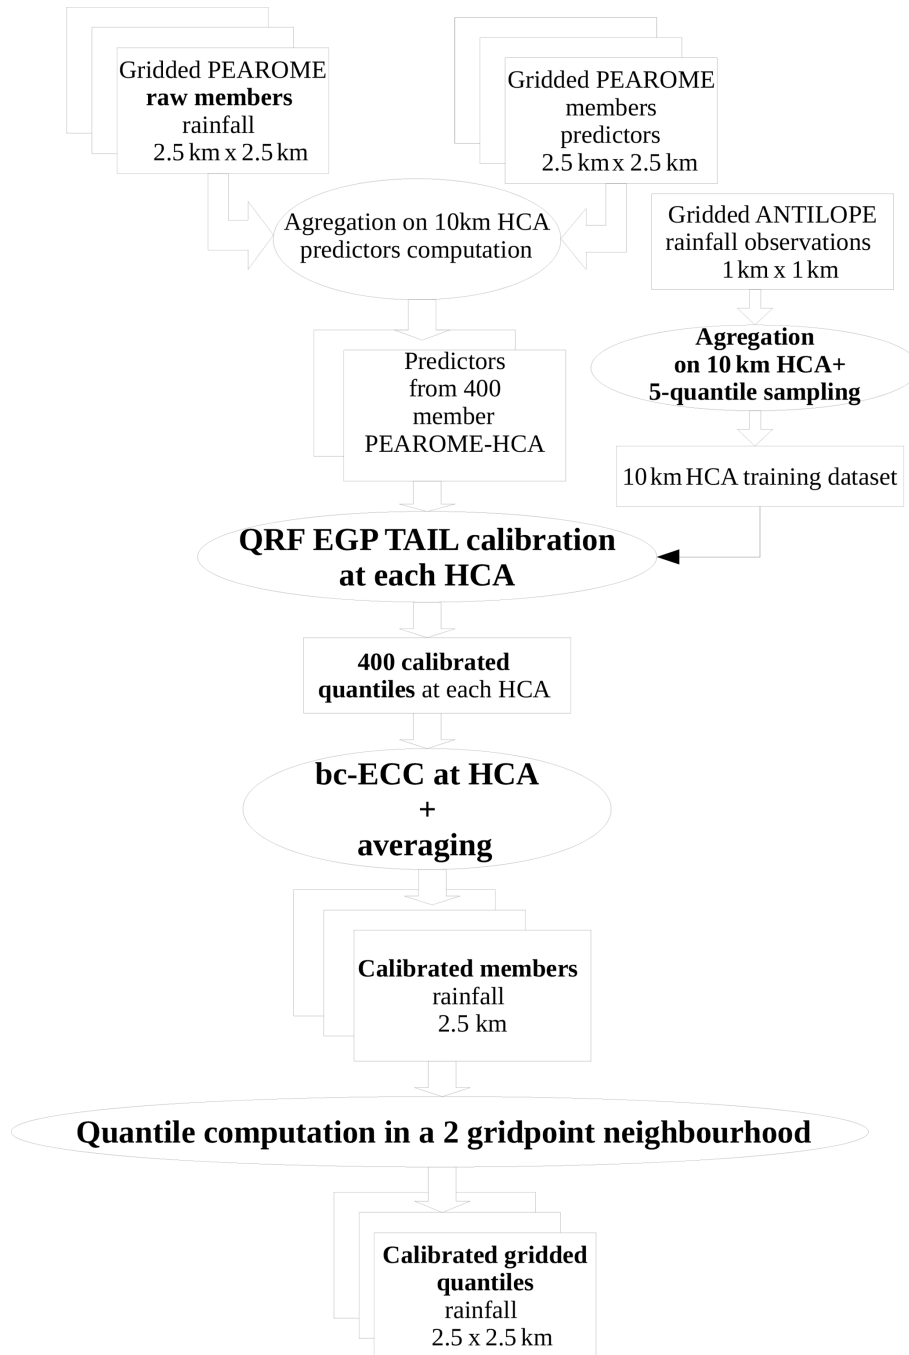 Gridded PEAROME
raw members
rainfall
2.5 km x 2.5 km
Gridded PEAROME
members
predictors
2.5 km x 2.5 km
Agregation on 10km HCA
predictors computation
Gridded ANTILOPE
rainfall observations
1 km x 1 km
Agregation
on 10 km HCA+
5-quantile sampling
Predictors
from 400
member
PEAROME-HCA
10 km HCA training dataset
QRF EGP TAIL calibration
at each HCA
400 calibrated
quantiles at each HCA
bc-ECC at HCA
+
averaging
Calibrated members
rainfall
2.5 km
Quantile computation in a 2 gridpoint neighbourhood
Calibrated gridded
quantiles
rainfall
2.5 x 2.5 km